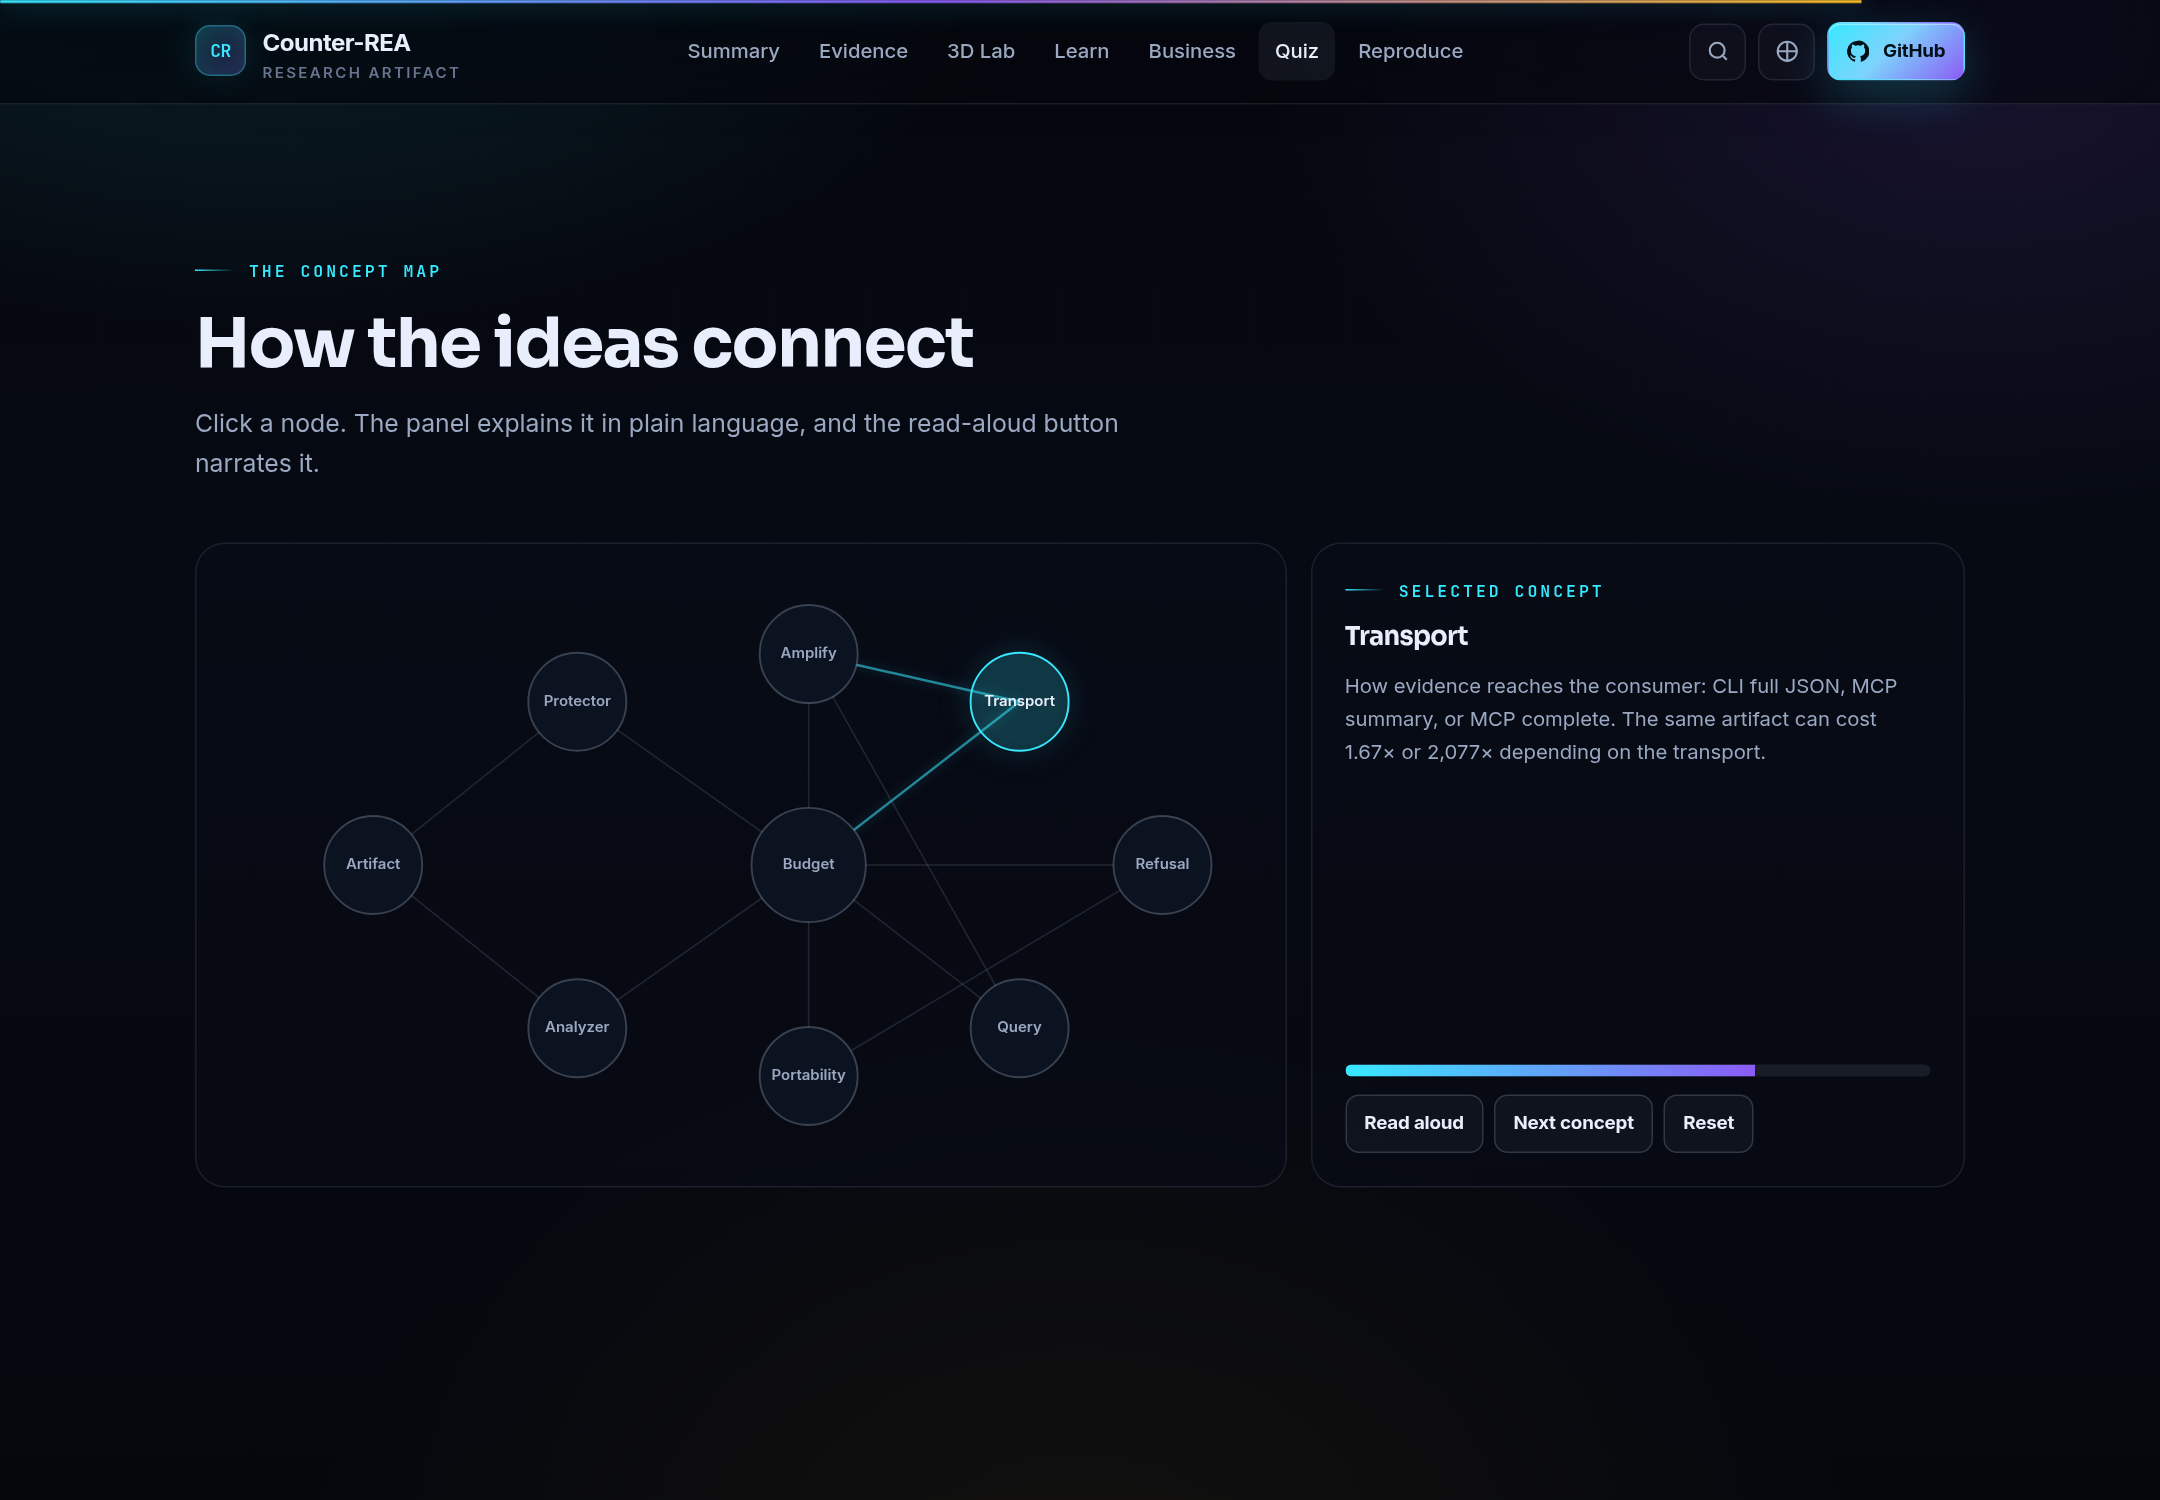 CR
Counter-REA
RESEARCH ARTIFACT
Summary
Evidence
3D Lab
Learn
Business
Quiz
Reproduce
GitHub
THE CONCEPT MAP
How the ideas connect
Click a node. The panel explains it in plain language, and the read-aloud button
narrates it.
Amplify
Protector
Transport
Artifact
Budget
Refusal
Analyzer
Query
Portability
SELECTED CONCEPT
Transport
How evidence reaches the consumer: CLI full JSON, MCP
summary, or MCP complete. The same artifact can cost
1.67× or 2,077× depending on the transport.
Read aloud
Next concept
Reset